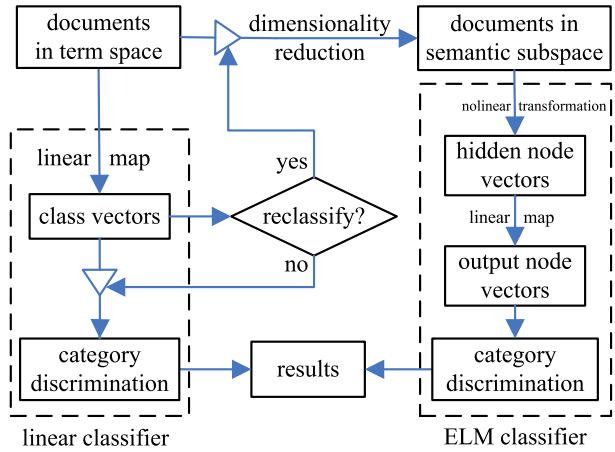 documents
in term space
dimensionality
reduction
documents in
semantic subspace
nolinear transformation
linear map
yes
hidden node
vectors
class vectors
reclassify?
linear map
no
output node
vectors
category
discrimination
results
category
discrimination
linear classifier
ELM classifier